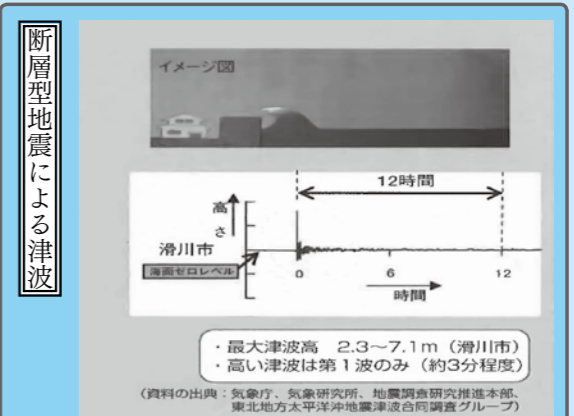 断層型地震による津波
イメージ図
12時間
高さ
滑川市
海面ゼロレベル
0 6 12
時間
・最大津波高 2.3~7.1m(滑川市)
・高い津波は第1波のみ(約3分程度)
(資料の出典:気象庁、気象研究所、地震調査研究推進本部、
東北地方太平洋沖地震津波合同調査グループ)